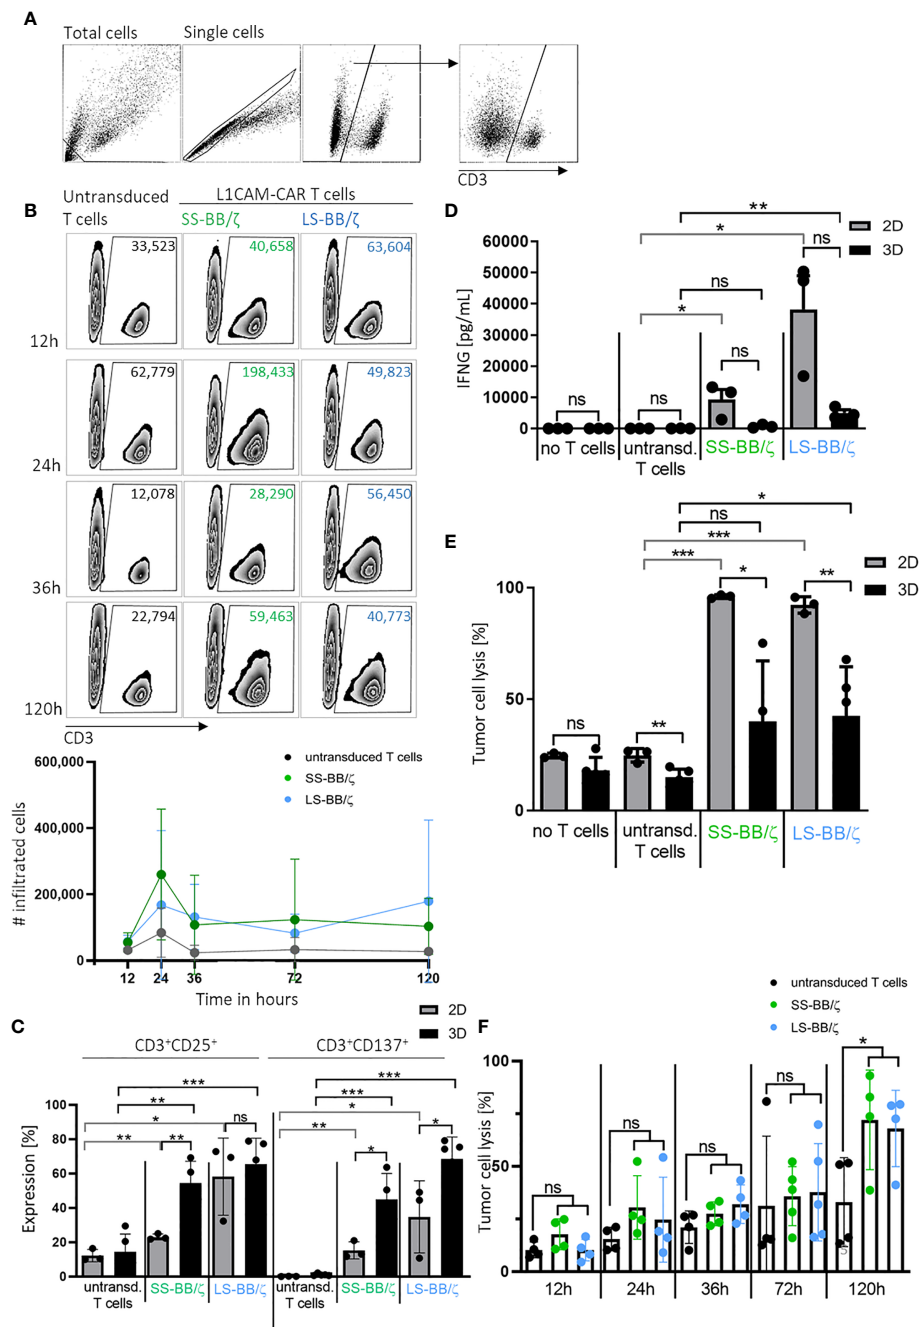 A
Total cells
Single cells
CD3
B
Untransduced
T cells
L1CAM-CAR T cells
SS-BB/ζ
LS-BB/ζ
33,523
40,658
63,604
12h
62,779
198,433
49,823
24h
12,078
28,290
56,450
36h
22,794
59,463
40,773
120h
CD3
600,000
400,000
200,000
0
# infiltrated cells
untransduced T cells
SS-BB/ζ
LS-BB/ζ
12
24
36
72
120
Time in hours
C
2D
3D
CD3+CD25+
CD3+CD137+
***
***
**
***
*
ns
*
**
**
**
*
*
Expression [%]
100
80
60
40
20
0
untransd.
T cells
SS-BB/ζ
LS-BB/ζ
untransd.
T cells
SS-BB/ζ
LS-BB/ζ
D
2D
3D
**
*
ns
ns
*
ns
ns
ns
IFNG [pg/mL]
60000
50000
40000
30000
20000
10000
0
no T cells
untransd.
T cells
SS-BB/ζ
LS-BB/ζ
E
2D
3D
*
ns
***
***
*
**
ns
**
Tumor cell lysis [%]
100
50
0
no T cells
untransd.
T cells
SS-BB/ζ
LS-BB/ζ
F
untransduced T cells
SS-BB/ζ
LS-BB/ζ
Tumor cell lysis [%]
100
50
0
ns
ns
ns
ns
*
5
12h
24h
36h
72h
120h